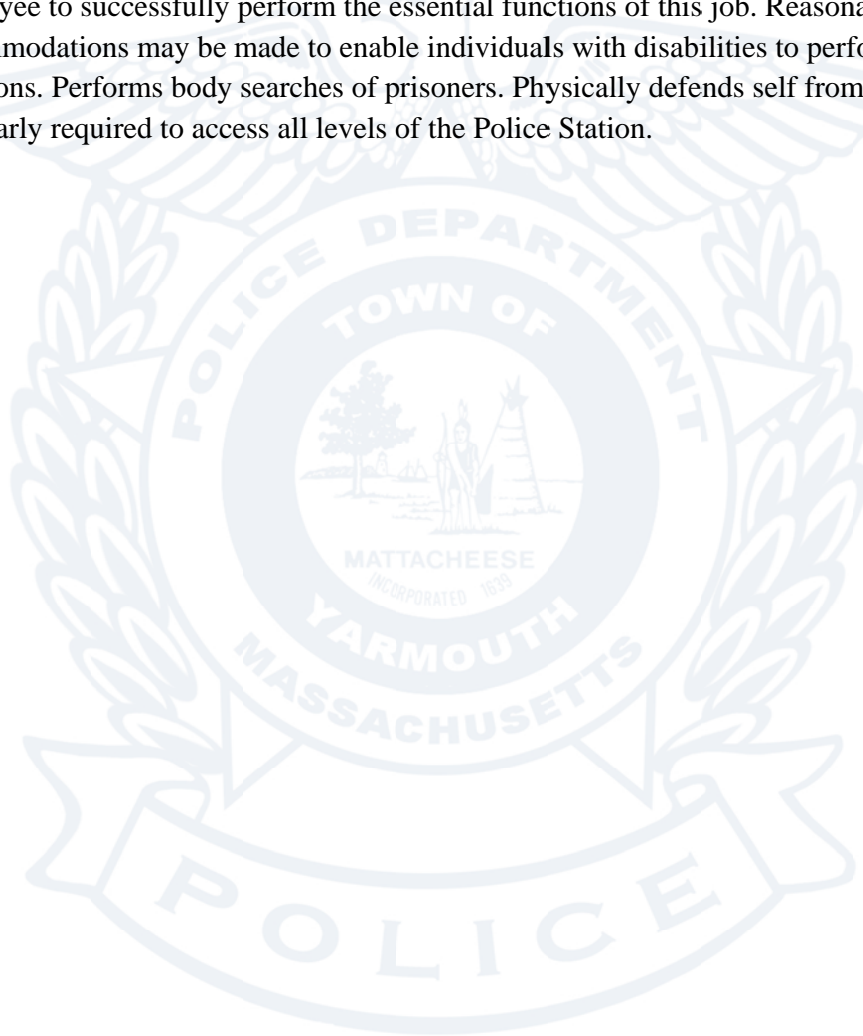 yee to successfully perform the essential functions of this job. Reasona
modations may be made to enable individuals with disabilities to perfo
ons. Performs body searches of prisoners. Physically defends self from
arly required to access all levels of the Police Station.
POLICE DEPARTMENT
TOWN OF
MATTACHEESE
INCORPORATED 1639
YARMOUTH
MASSACHUSETTS
POLICE